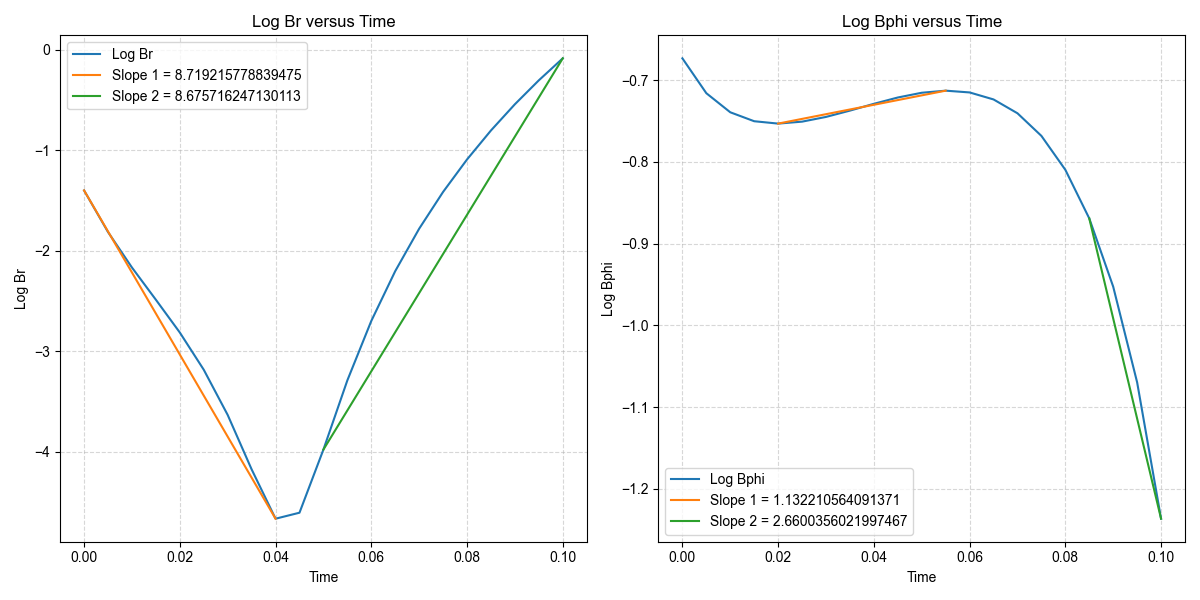 Log Br versus Time
Log Br
Slope 1 = 8.719215778839475
Slope 2 = 8.675716247130113
0
−1
−2
−3
−4
Log Br
0.00
0.02
0.04
0.06
0.08
0.10
Time
Log Bphi versus Time
−0.7
−0.8
−0.9
−1.0
−1.1
−1.2
Log Bphi
Log Bphi
Slope 1 = 1.132210564091371
Slope 2 = 2.6600356021997467
0.00
0.02
0.04
0.06
0.08
0.10
Time